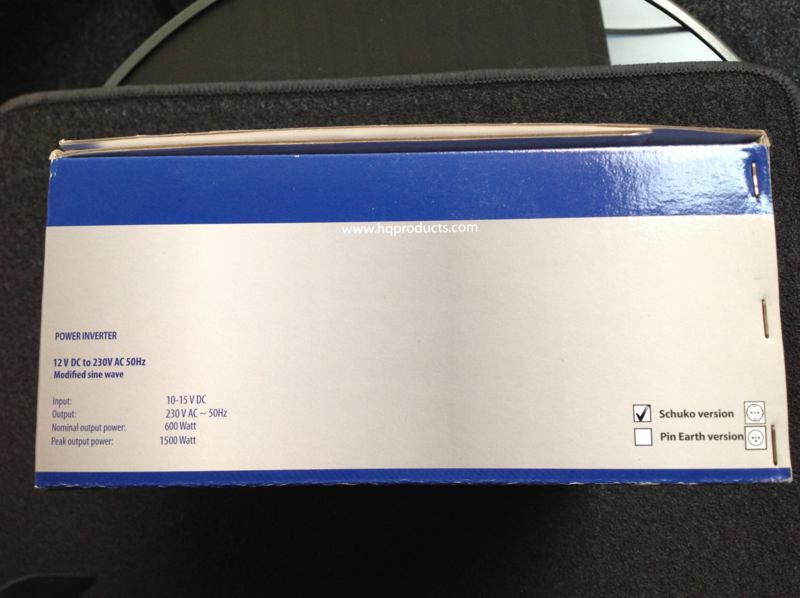 www.hqproducts.com
POWER INVERTER
12 V DC to 230V AC 50Hz
Modified sine wave
Input: 10-15 V DC
Output: 230 V AC ~ 50Hz
Nominal output power: 600 Watt
Peak output power: 1500 Watt
Schuko version
Pin Earth version